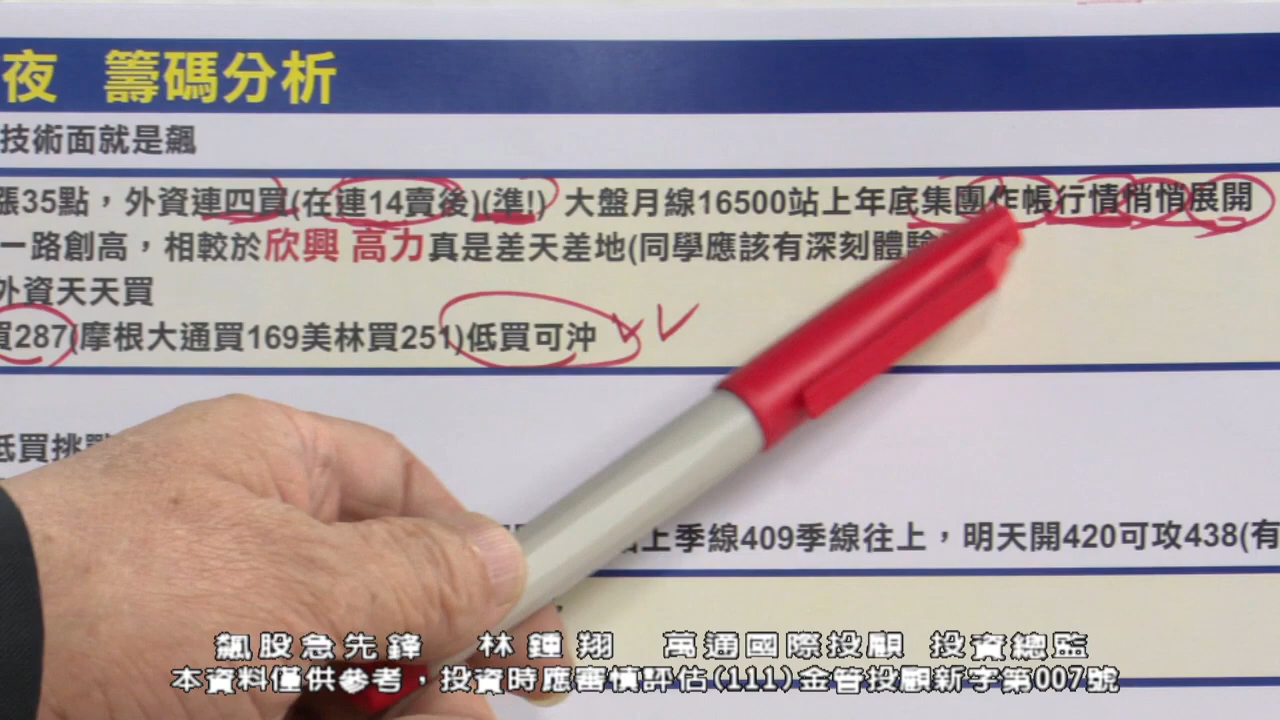 夜 籌碼分析
技術面就是飆
漲35點，外資連四買(在連14賣後)(準!) 大盤月線16500站上年底集團作帳行情悄悄展開
一路創高，相較於欣興 高力真是差天差地(同學應該有深刻體驗
外資天天買
買287(摩根大通買169美林買251)低買可沖
低買挑戰
上季線409季線往上，明天開420可攻438(有
飆股急先鋒 林鍾翔 萬通國際投顧 投資總監
本資料僅供參考，投資時應審慎評估(111)金管投顧新字第007號